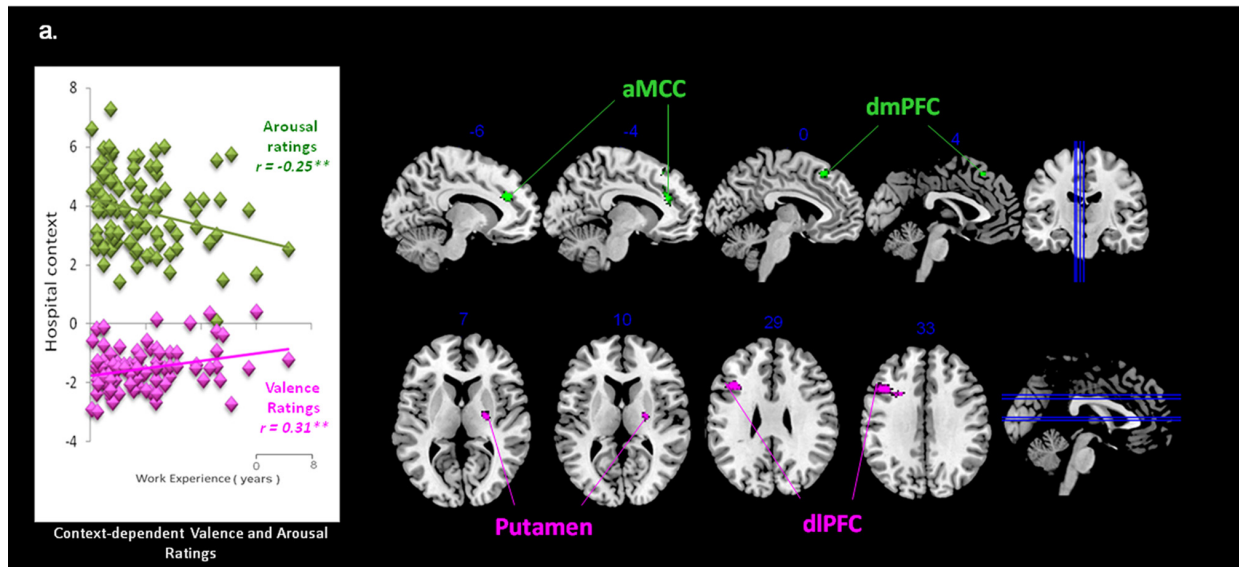 a.
8
6
4
2
0
-2
-4
Hospital context
Arousal
ratings
r = -0.25**
Valence
Ratings
r = 0.31**
0 8
Work Experience ( years )
Context-dependent Valence and Arousal
Ratings
aMCC
dmPFC
-6 -4 0 4
7 10 29 33
Putamen
dlPFC